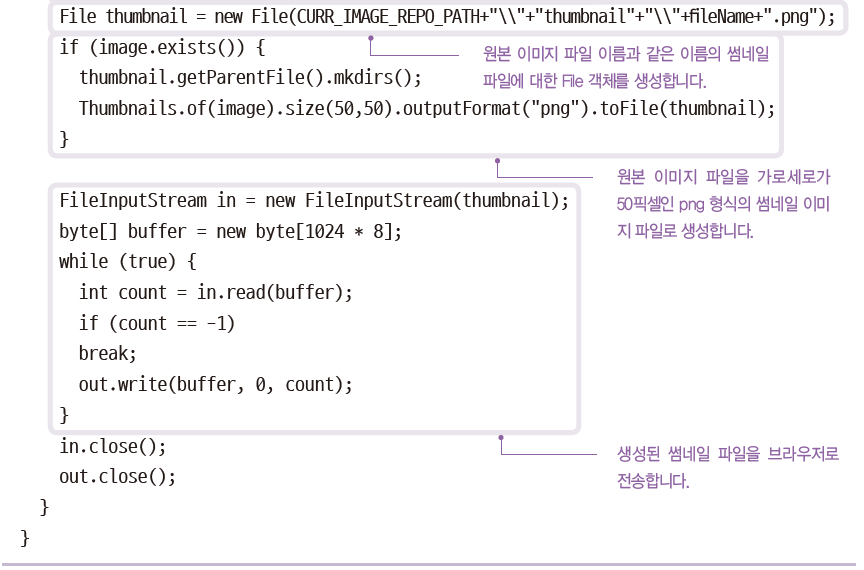 File thumbnail = new File(CURR_IMAGE_REPO_PATH+"\\"+"thumbnail"+"\\"+fileName+".png");
if (image.exists()) {
원본 이미지 파일 이름과 같은 이름의 썸네일
파일에 대한 File 객체를 생성합니다.
thumbnail.getParentFile().mkdirs();
Thumbnails.of(image).size(50,50).outputFormat("png").toFile(thumbnail);
}
원본 이미지 파일을 가로세로가
50픽셀인 png 형식의 썸네일 이미
지 파일로 생성합니다.
FileInputStream in = new FileInputStream(thumbnail);
byte[] buffer = new byte[1024 * 8];
while (true) {
int count = in.read(buffer);
if (count == -1)
break;
out.write(buffer, 0, count);
}
in.close();
생성된 썸네일 파일을 브라우저로
전송합니다.
out.close();
}
}